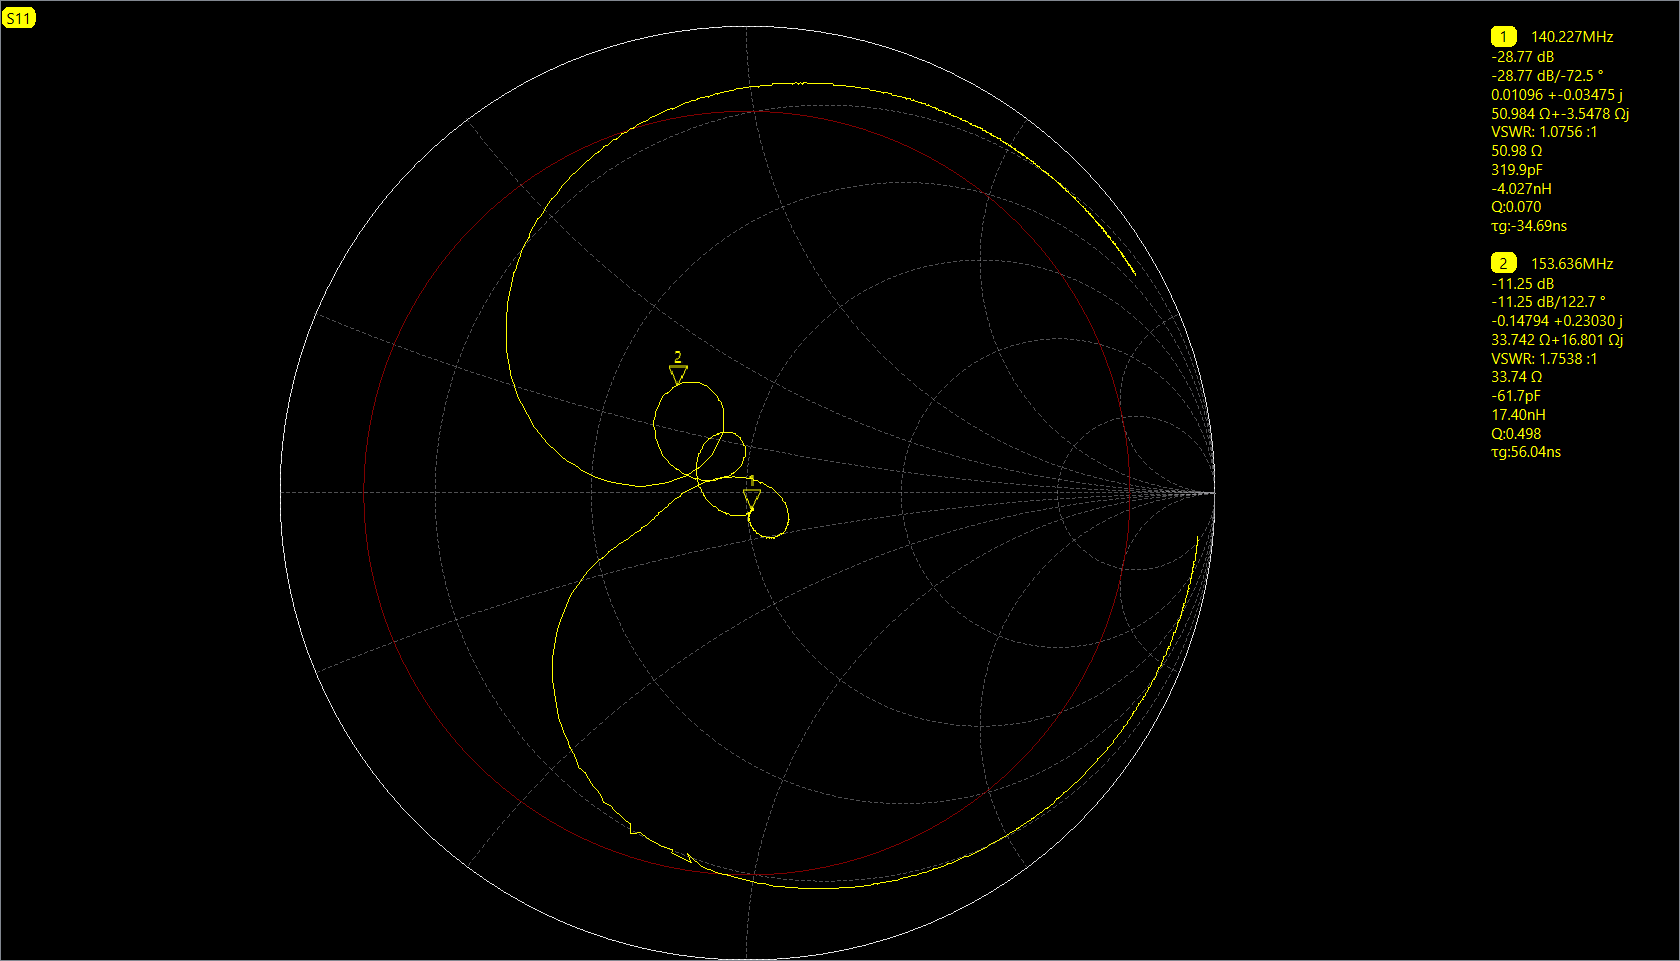 S11
1 140.227MHz
-28.77 dB
-28.77 dB/-72.5 °
0.01096 +-0.03475 j
50.984 Ω+-3.5478 Ωj
VSWR: 1.0756 :1
50.98 Ω
319.9pF
-4.027nH
Q:0.070
τg:-34.69ns
2 153.636MHz
-11.25 dB
-11.25 dB/122.7 °
-0.14794 +0.23030 j
33.742 Ω+16.801 Ωj
VSWR: 1.7538 :1
33.74 Ω
-61.7pF
17.40nH
Q:0.498
τg:56.04ns
2
1